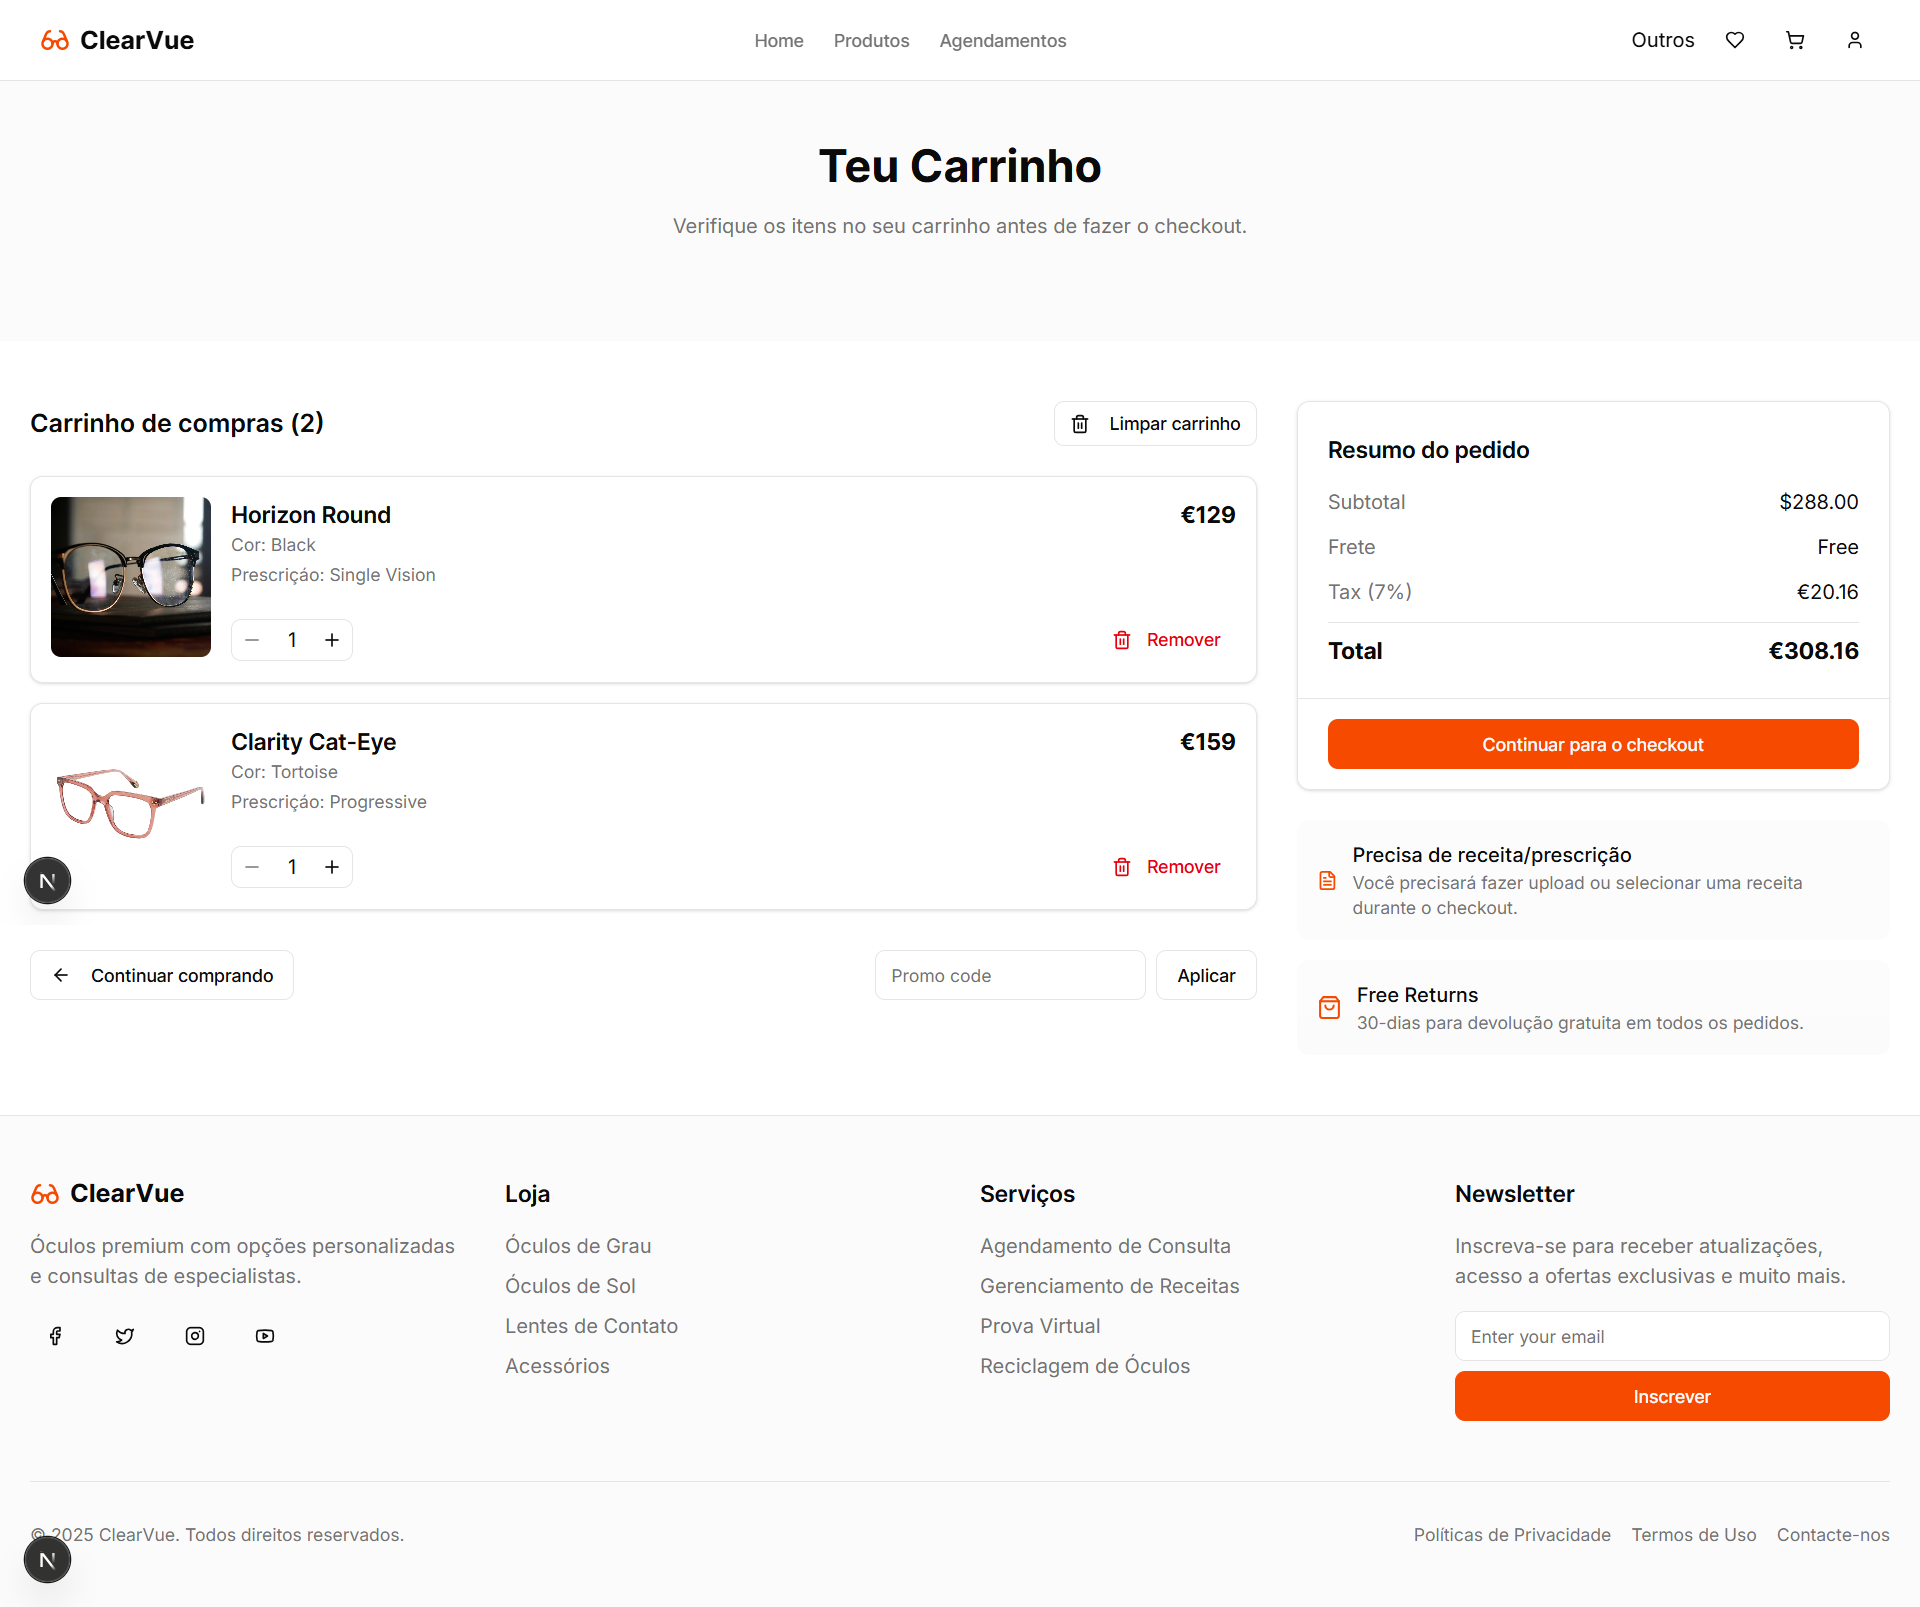 ClearVue
Home Produtos Agendamentos
Outros
Teu Carrinho
Verifique os itens no seu carrinho antes de fazer o checkout.
Carrinho de compras (2)
Limpar carrinho
Horizon Round
€129
Cor: Black
Prescrição: Single Vision
1
Remover
Clarity Cat-Eye
€159
Cor: Tortoise
Prescrição: Progressive
1
Remover
N
Continuar comprando
Promo code
Aplicar
Resumo do pedido
Subtotal $288.00
Frete Free
Tax (7%) €20.16
Total €308.16
Continuar para o checkout
Precisa de receita/prescrição
Você precisará fazer upload ou selecionar uma receita
durante o checkout.
Free Returns
30-dias para devolução gratuita em todos os pedidos.
ClearVue
Óculos premium com opções personalizadas
e consultas de especialistas.
Loja
Óculos de Grau
Óculos de Sol
Lentes de Contato
Acessórios
Serviços
Agendamento de Consulta
Gerenciamento de Receitas
Prova Virtual
Reciclagem de Óculos
Newsletter
Inscreva-se para receber atualizações,
acesso a ofertas exclusivas e muito mais.
Enter your email
Inscrever
© 2025 ClearVue. Todos direitos reservados.
Políticas de Privacidade Termos de Uso Contacte-nos
N